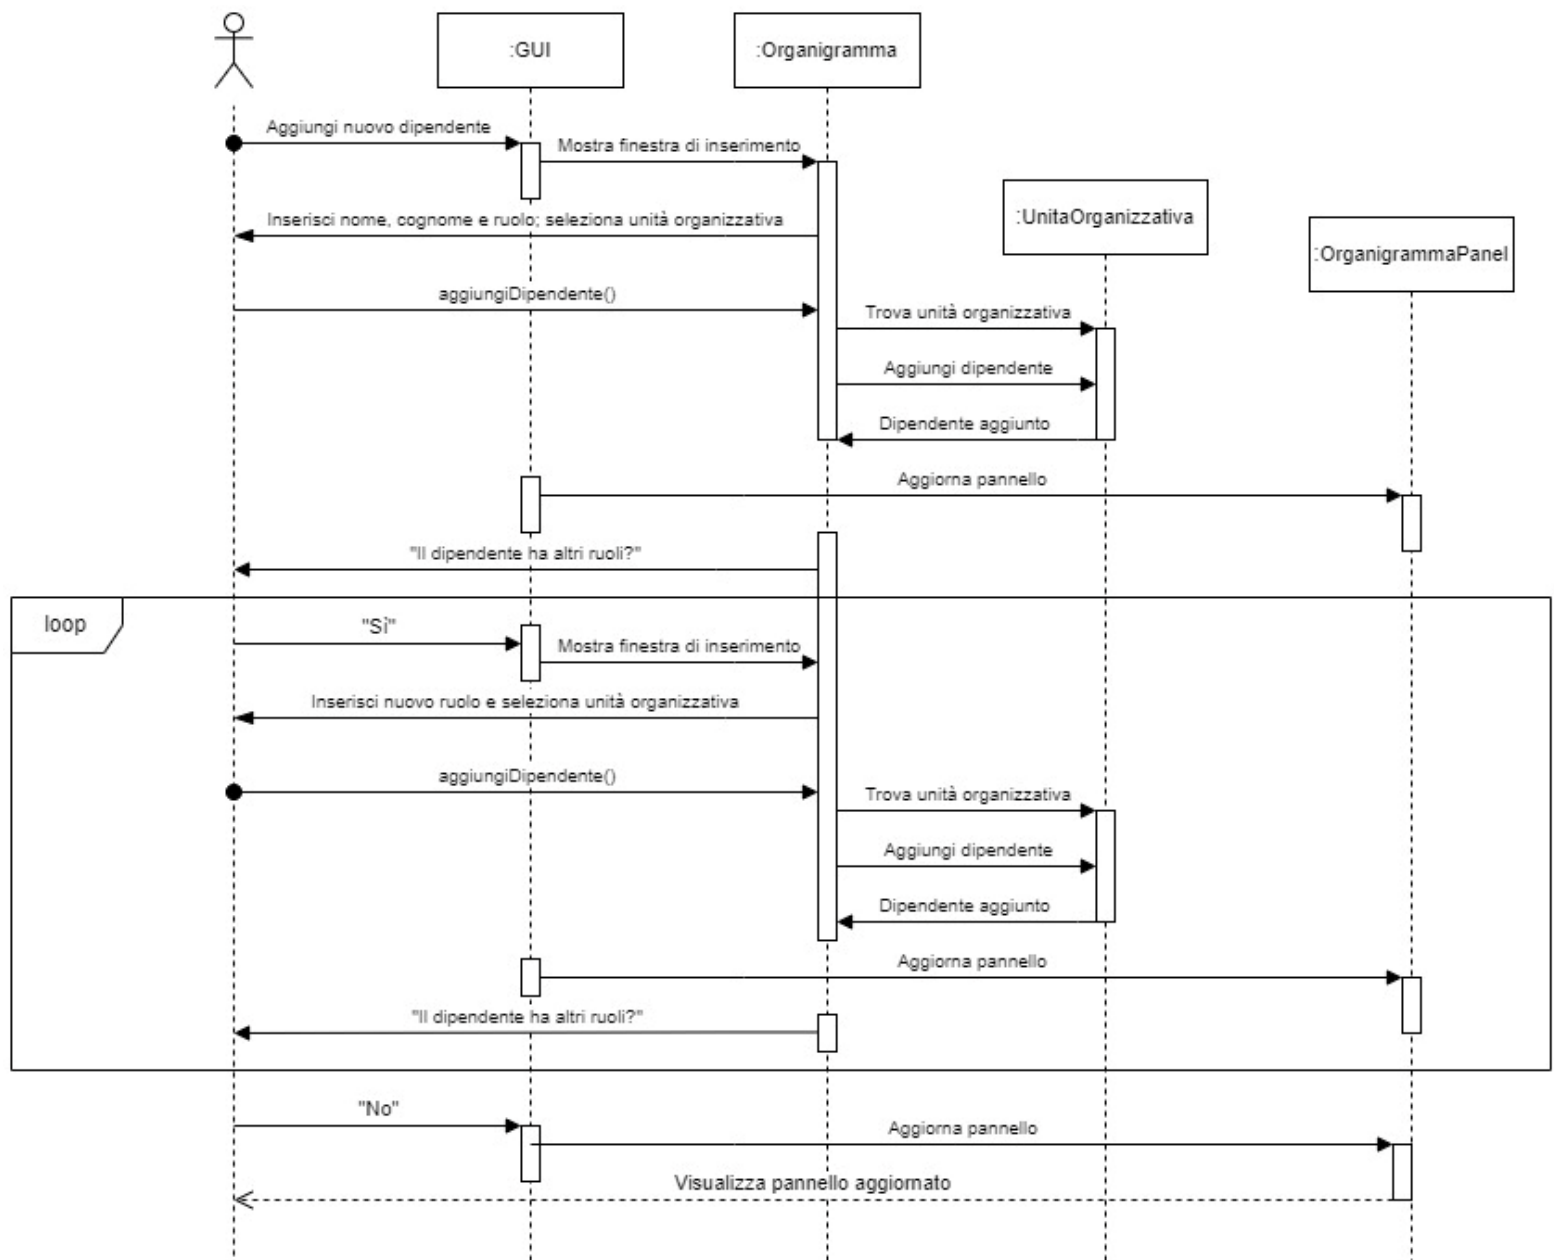 :GUI
:Organigramma
Aggiungi nuovo dipendente
Mostra finestra di inserimento
:UnitaOrganizzativa
Inserisci nome, cognome e ruolo; seleziona unità organizzativa
:OrganigrammaPanel
aggiungiDipendente()
Trova unità organizzativa
Aggiungi dipendente
Dipendente aggiunto
Aggiorna pannello
"Il dipendente ha altri ruoli?"
loop
"Sì"
Mostra finestra di inserimento
Inserisci nuovo ruolo e seleziona unità organizzativa
aggiungiDipendente()
Trova unità organizzativa
Aggiungi dipendente
Dipendente aggiunto
Aggiorna pannello
"Il dipendente ha altri ruoli?"
"No"
Aggiorna pannello
Visualizza pannello aggiornato